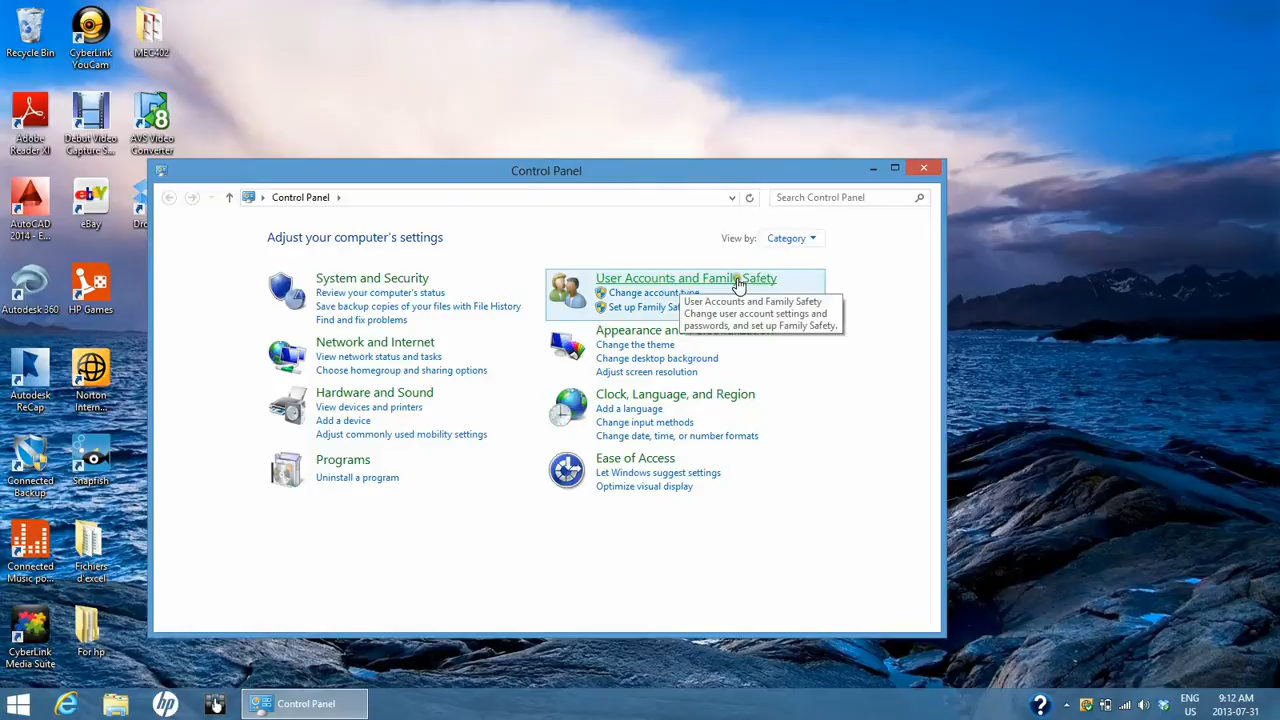 Recycle Bin
CyberLink
YouCam
MEC402
Adobe
Reader XI
Debut Video
Capture S...
AVS Video
Converter
AutoCAD
2014 - E...
eBay
Autodesk 360
HP Games
Autodesk
ReCap
Norton
Intern...
Connected
Backup
Snapfish
Connected
Music po...
Fichiers
d'excel
CyberLink
Media Suite
For hp
Control Panel
Control Panel
Search Control Panel
Adjust your computer's settings
View by:
Category
System and Security
Review your computer's status
Save backup copies of your files with File History
Find and fix problems
Network and Internet
View network status and tasks
Choose homegroup and sharing options
Hardware and Sound
View devices and printers
Add a device
Adjust commonly used mobility settings
Programs
Uninstall a program
User Accounts and Family Safety
Change account type
Set up Family Sa
User Accounts and Family Safety
Change user account settings and
passwords, and set up Family Safety.
Appearance an
Change the theme
Change desktop background
Adjust screen resolution
Clock, Language, and Region
Add a language
Change input methods
Change date, time, or number formats
Ease of Access
Let Windows suggest settings
Optimize visual display
Control Panel
ENG
US
9:12 AM
2013-07-31